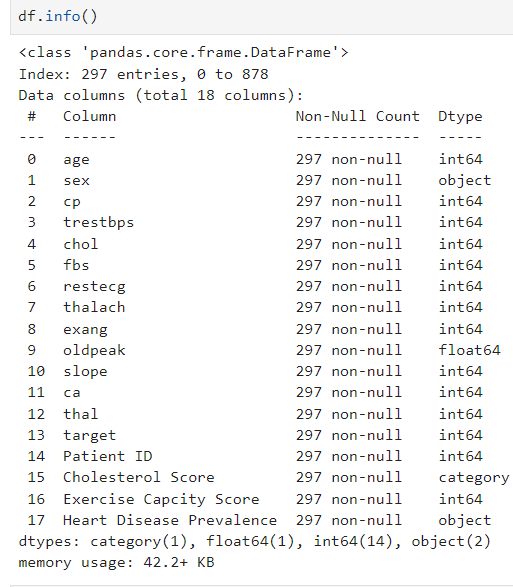 df.info()
<class 'pandas.core.frame.DataFrame'>
Index: 297 entries, 0 to 878
Data columns (total 18 columns):
 #   Column                    Non-Null Count  Dtype
---  ------                    --------------  -----
 0   age                       297 non-null    int64
 1   sex                       297 non-null    object
 2   cp                        297 non-null    int64
 3   trestbps                  297 non-null    int64
 4   chol                      297 non-null    int64
 5   fbs                       297 non-null    int64
 6   restecg                   297 non-null    int64
 7   thalach                   297 non-null    int64
 8   exang                     297 non-null    int64
 9   oldpeak                   297 non-null    float64
 10  slope                     297 non-null    int64
 11  ca                        297 non-null    int64
 12  thal                      297 non-null    int64
 13  target                    297 non-null    int64
 14  Patient ID                297 non-null    int64
 15  Cholesterol Score         297 non-null    category
 16  Exercise Capcity Score    297 non-null    int64
 17  Heart Disease Prevalence  297 non-null    object
dtypes: category(1), float64(1), int64(14), object(2)
memory usage: 42.2+ KB